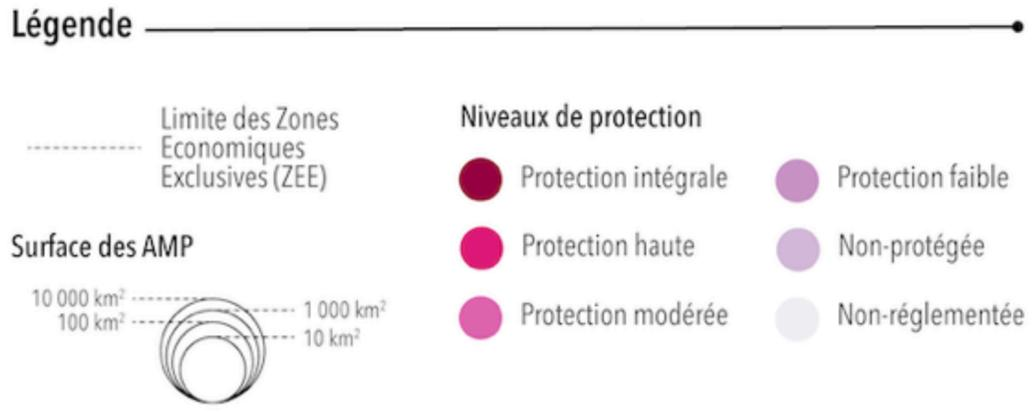 Légende
Limite des Zones
Economiques
Exclusives (ZEE)
Surface des AMP
10 000 km²
1 000 km²
100 km²
10 km²
Niveaux de protection
Protection intégrale
Protection haute
Protection modérée
Protection faible
Non-protégée
Non-réglementée